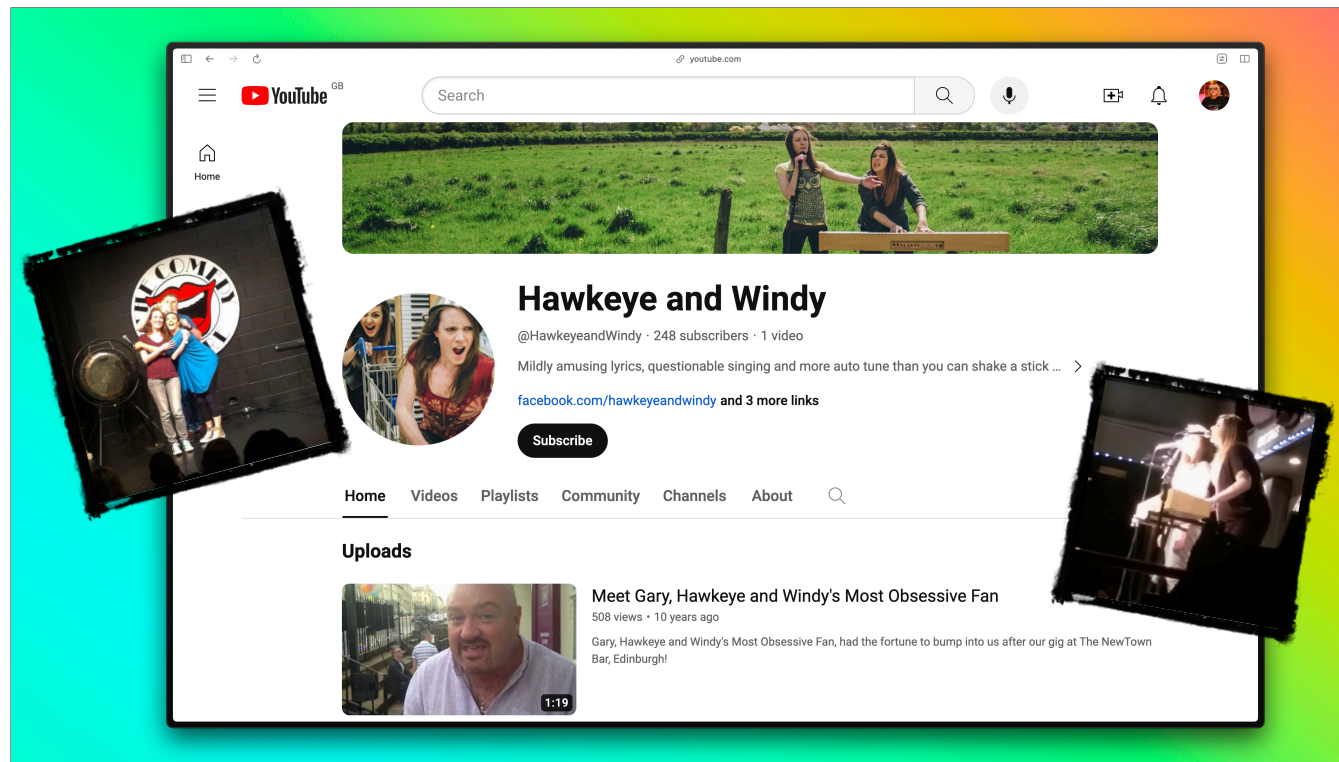 youtube.com
YouTube GB
Search
Home
THE COMEDY
Hawkeye and Windy
@HawkeyeandWindy · 248 subscribers · 1 video
Mildly amusing lyrics, questionable singing and more auto tune than you can shake a stick ...
facebook.com/hawkeyeandwindy and 3 more links
Subscribe
Home Videos Playlists Community Channels About
Uploads
Meet Gary, Hawkeye and Windy's Most Obsessive Fan
508 views • 10 years ago
Gary, Hawkeye and Windy's Most Obsessive Fan, had the fortune to bump into us after our gig at The NewTown
Bar, Edinburgh!
1:19